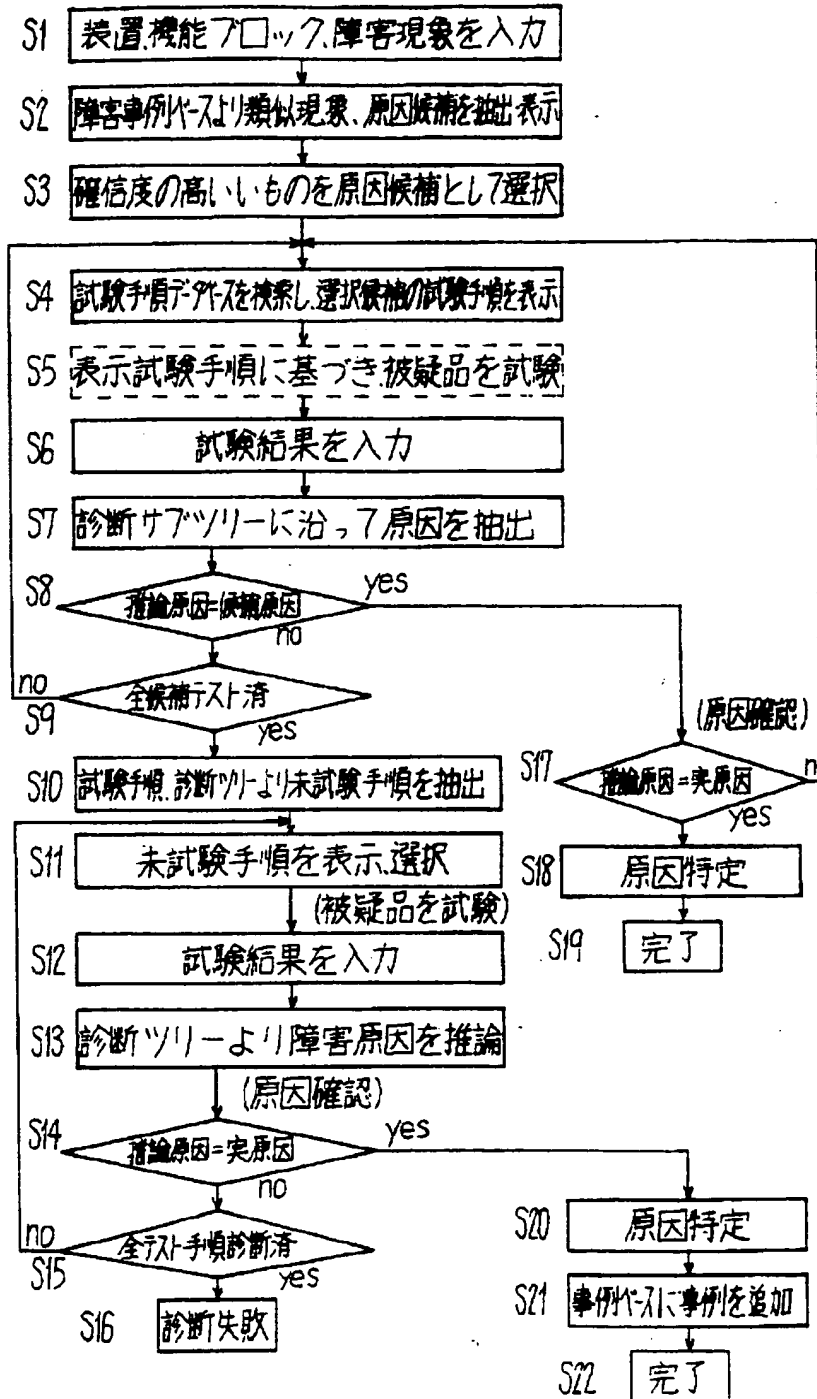 S1 装置、機能ブロック、障害現象を入力
S2 障害事例ベースより類似現象、原因候補を抽出・表示
S3 確信度の高いいものを原因候補として選択
S4 試験手順データベースを検索し、選択候補の試験手順を表示
S5 表示試験手順に基づき、被疑品を試験
S6 試験結果を入力
S7 診断サブツリーに沿って原因を抽出
S8 推論原因=候補原因 yes
no
no S9 全候補テスト済
yes
S10 試験手順、診断ツリーより未試験手順を抽出
S11 未試験手順を表示、選択
(被疑品を試験)
S12 試験結果を入力
S13 診断ツリーより障害原因を推論
(原因確認)
S14 推論原因=実原因 yes
no
no S15 全テスト手順診断済
yes
S16 診断失敗
(原因確認)
S17 推論原因=実原因
yes
S18 原因特定
S19 完了
S20 原因特定
S21 事例ベースに事例を追加
S22 完了